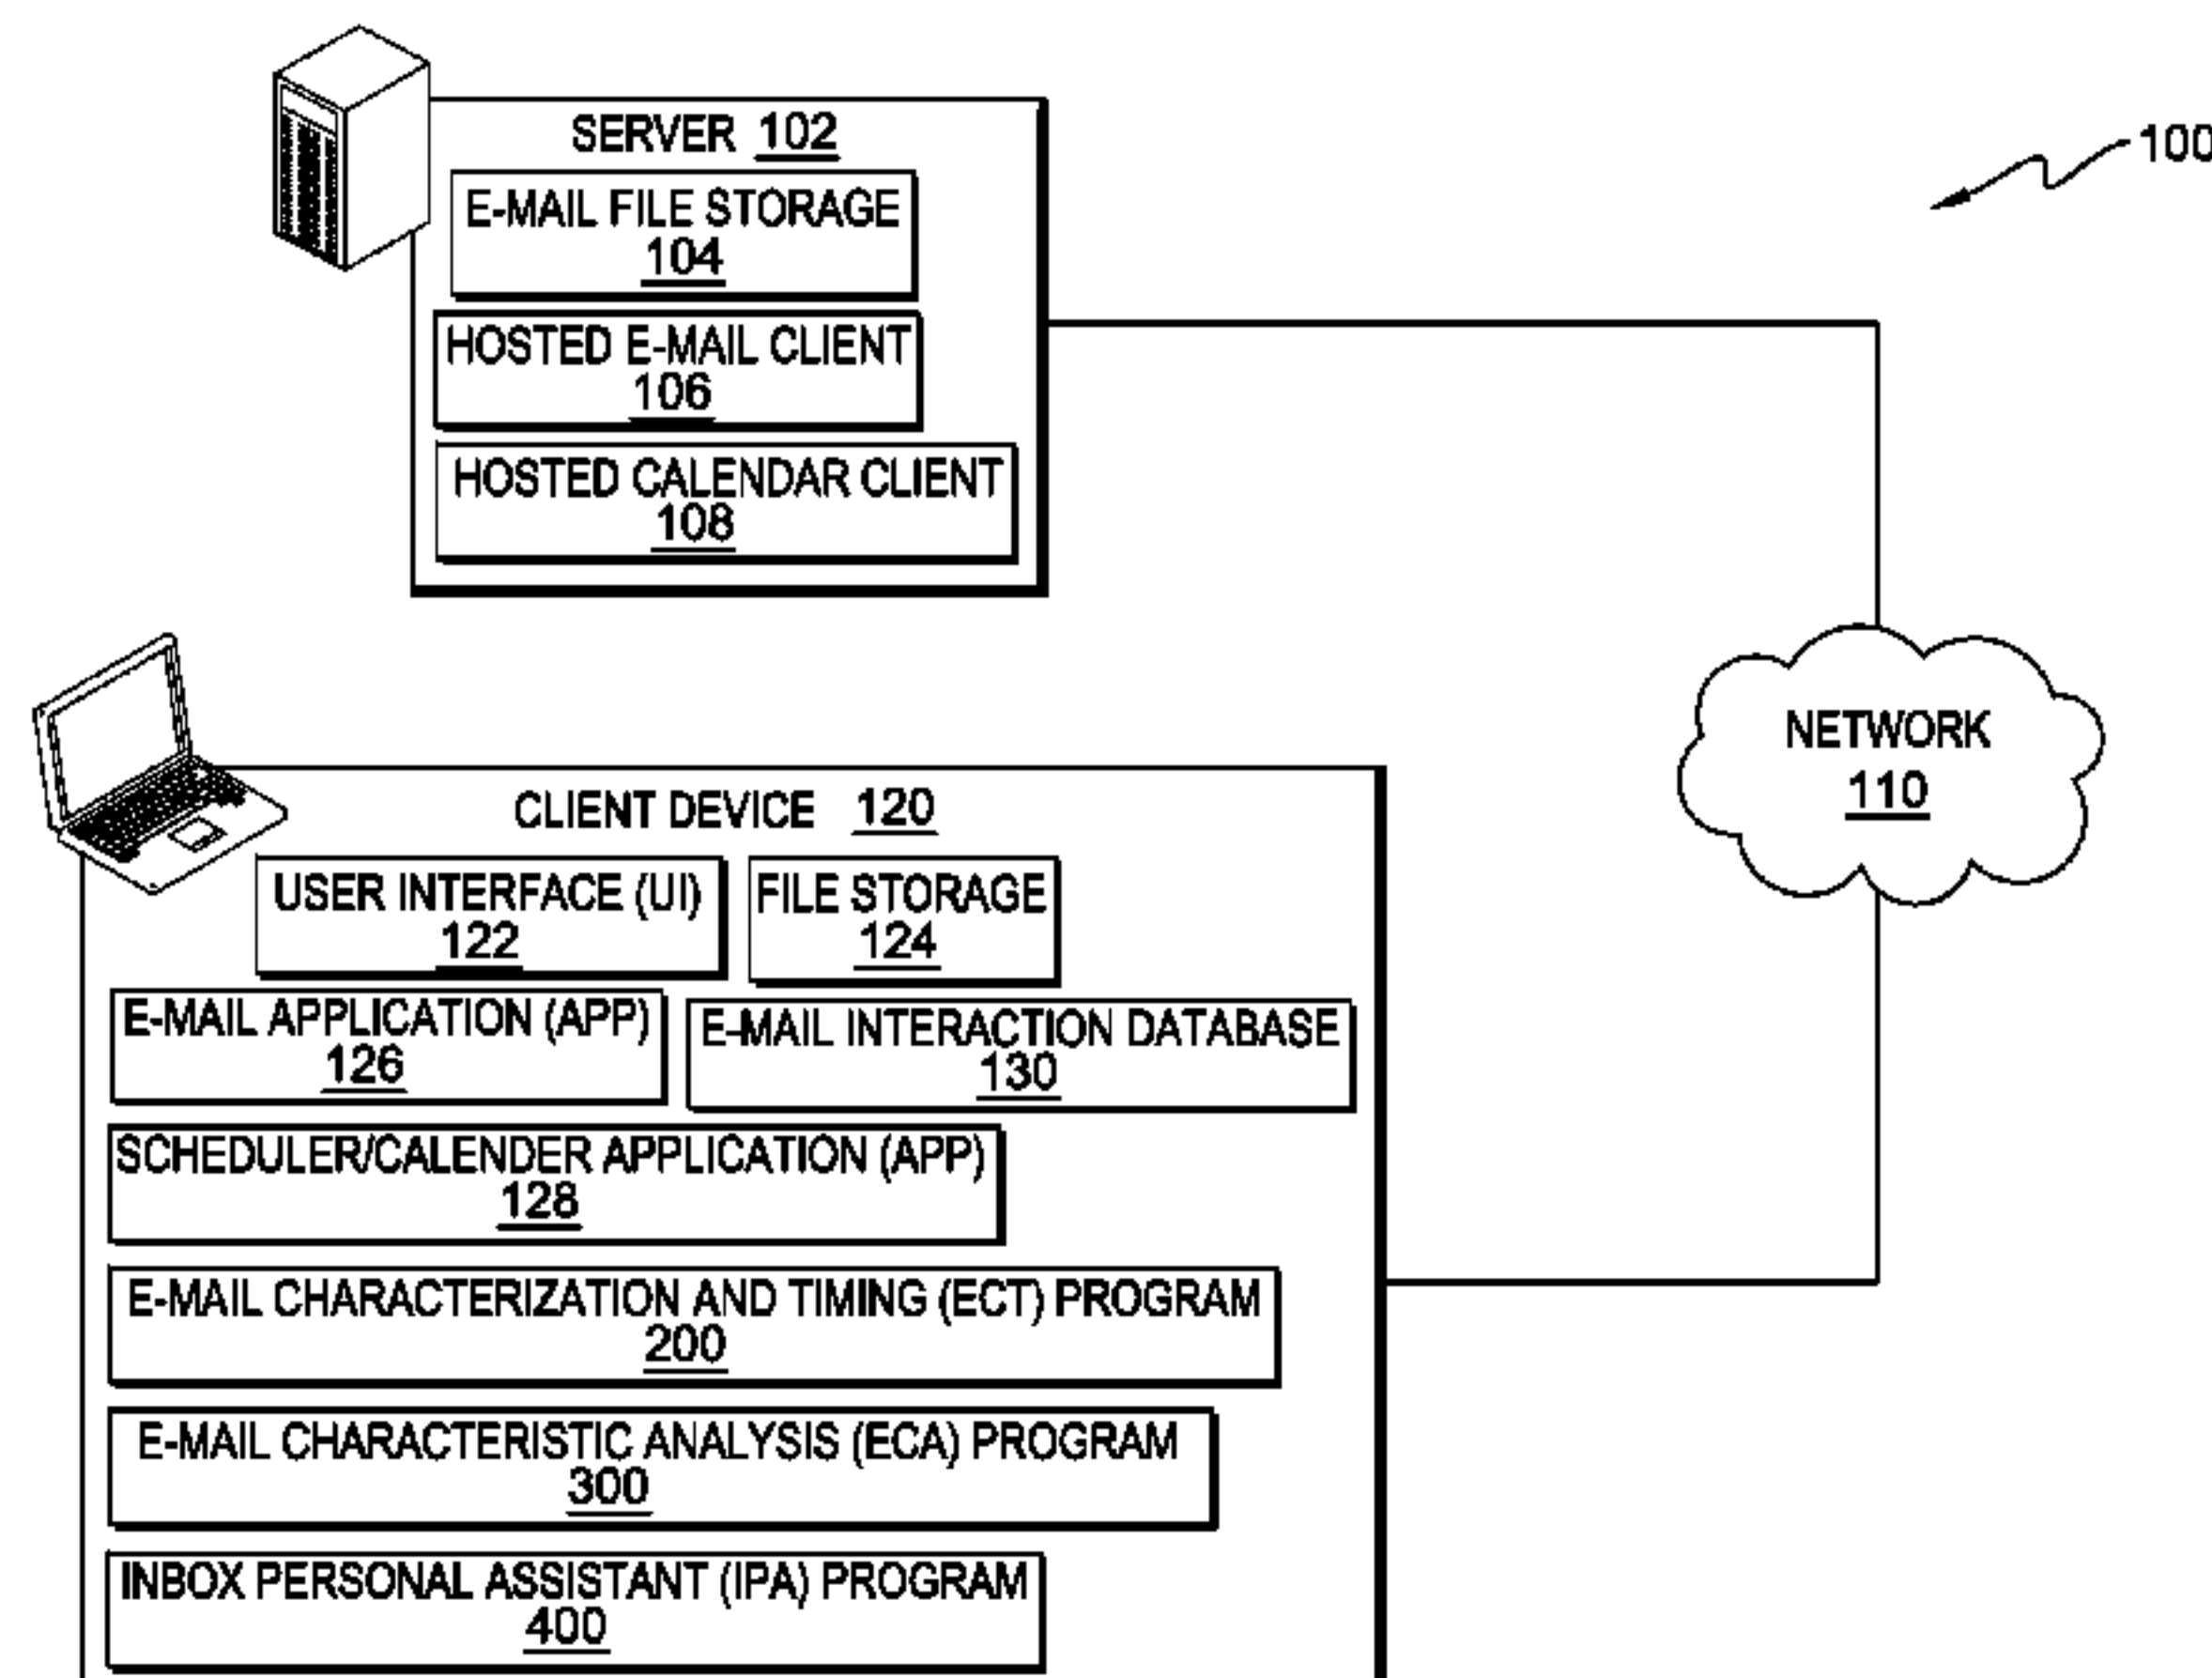 SERVER 102
100
E-MAIL FILE STORAGE
104
HOSTED E-MAIL CLIENT
106
HOSTED CALENDAR CLIENT
108
NETWORK
110
CLIENT DEVICE 120
USER INTERFACE (UI)
122
FILE STORAGE
124
E-MAIL APPLICATION (APP)
126
E-MAIL INTERACTION DATABASE
130
SCHEDULER/CALENDER APPLICATION (APP)
128
E-MAIL CHARACTERIZATION AND TIMING (ECT) PROGRAM
200
E-MAIL CHARACTERISTIC ANALYSIS (ECA) PROGRAM
300
INBOX PERSONAL ASSISTANT (IPA) PROGRAM
400